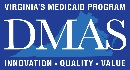 VIRGINIA'S MEDICAID PROGRAM
DMAS
INNOVATION • QUALITY • VALUE